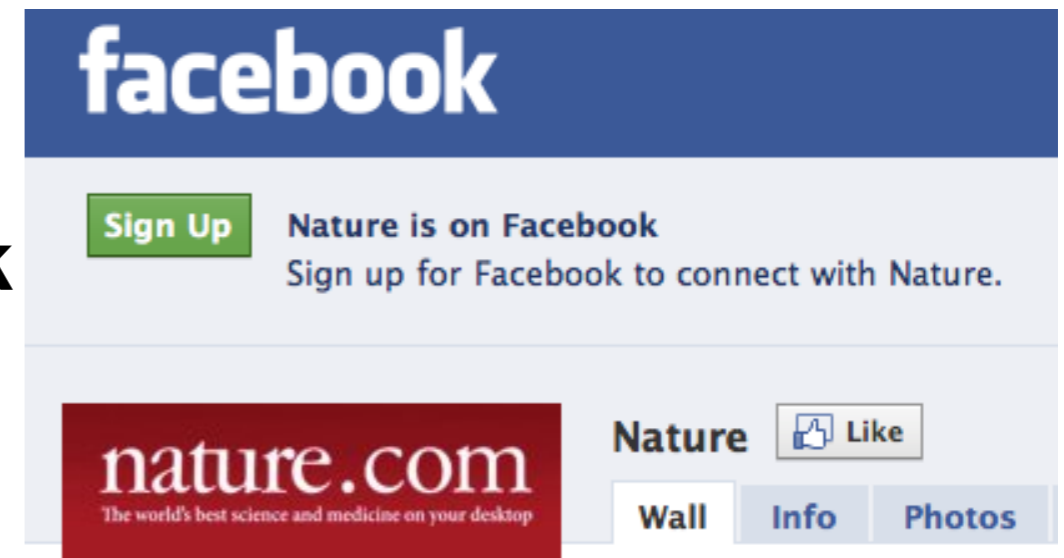 facebook
Sign Up
Nature is on Facebook
Sign up for Facebook to connect with Nature.
k
nature.com
The world's best science and medicine on your desktop
Nature Like
Wall Info Photos